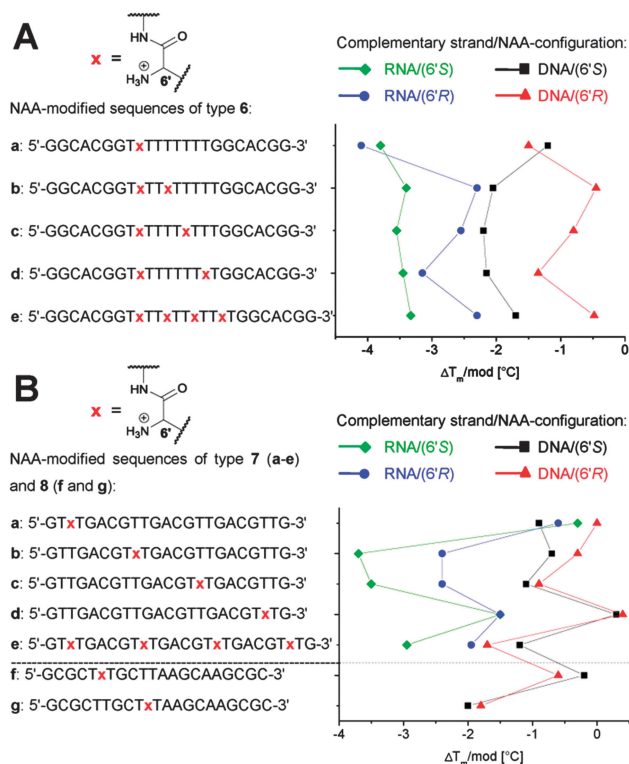 A
x =
HN
O
H₃N
⊕
6'
NAA-modified sequences of type 6:
a: 5'-GGCACGGTxTTTTTTTGGCACGG-3'
b: 5'-GGCACGGTxTTxTTTTTGGCACGG-3'
c: 5'-GGCACGGTxTTTTxTTTGGCACGG-3'
d: 5'-GGCACGGTxTTTTTTxTGGCACGG-3'
e: 5'-GGCACGGTxTTxTTxTTxTGGCACGG-3'
Complementary strand/NAA-configuration:
RNA/(6'S) DNA/(6'S)
RNA/(6'R) DNA/(6'R)
-4 -3 -2 -1 0
ΔTm/mod [°C]
B
x =
HN
O
H₃N
⊕
6'
NAA-modified sequences of type 7 (a-e)
and 8 (f and g):
a: 5'-GTxTGACGTTGACGTTGACGTTG-3'
b: 5'-GTTGACGTxTGACGTTGACGTTG-3'
c: 5'-GTTGACGTTGACGTxTGACGTTG-3'
d: 5'-GTTGACGTTGACGTTGACGTxTG-3'
e: 5'-GTxTGACGTxTGACGTxTGACGTxTG-3'
f: 5'-GCGCTxTGCTTAAGCAAGCGC-3'
g: 5'-GCGCTTGCTxTAAGCAAGCGC-3'
Complementary strand/NAA-configuration:
RNA/(6'S) DNA/(6'S)
RNA/(6'R) DNA/(6'R)
-4 -3 -2 -1 0
ΔTm/mod [°C]